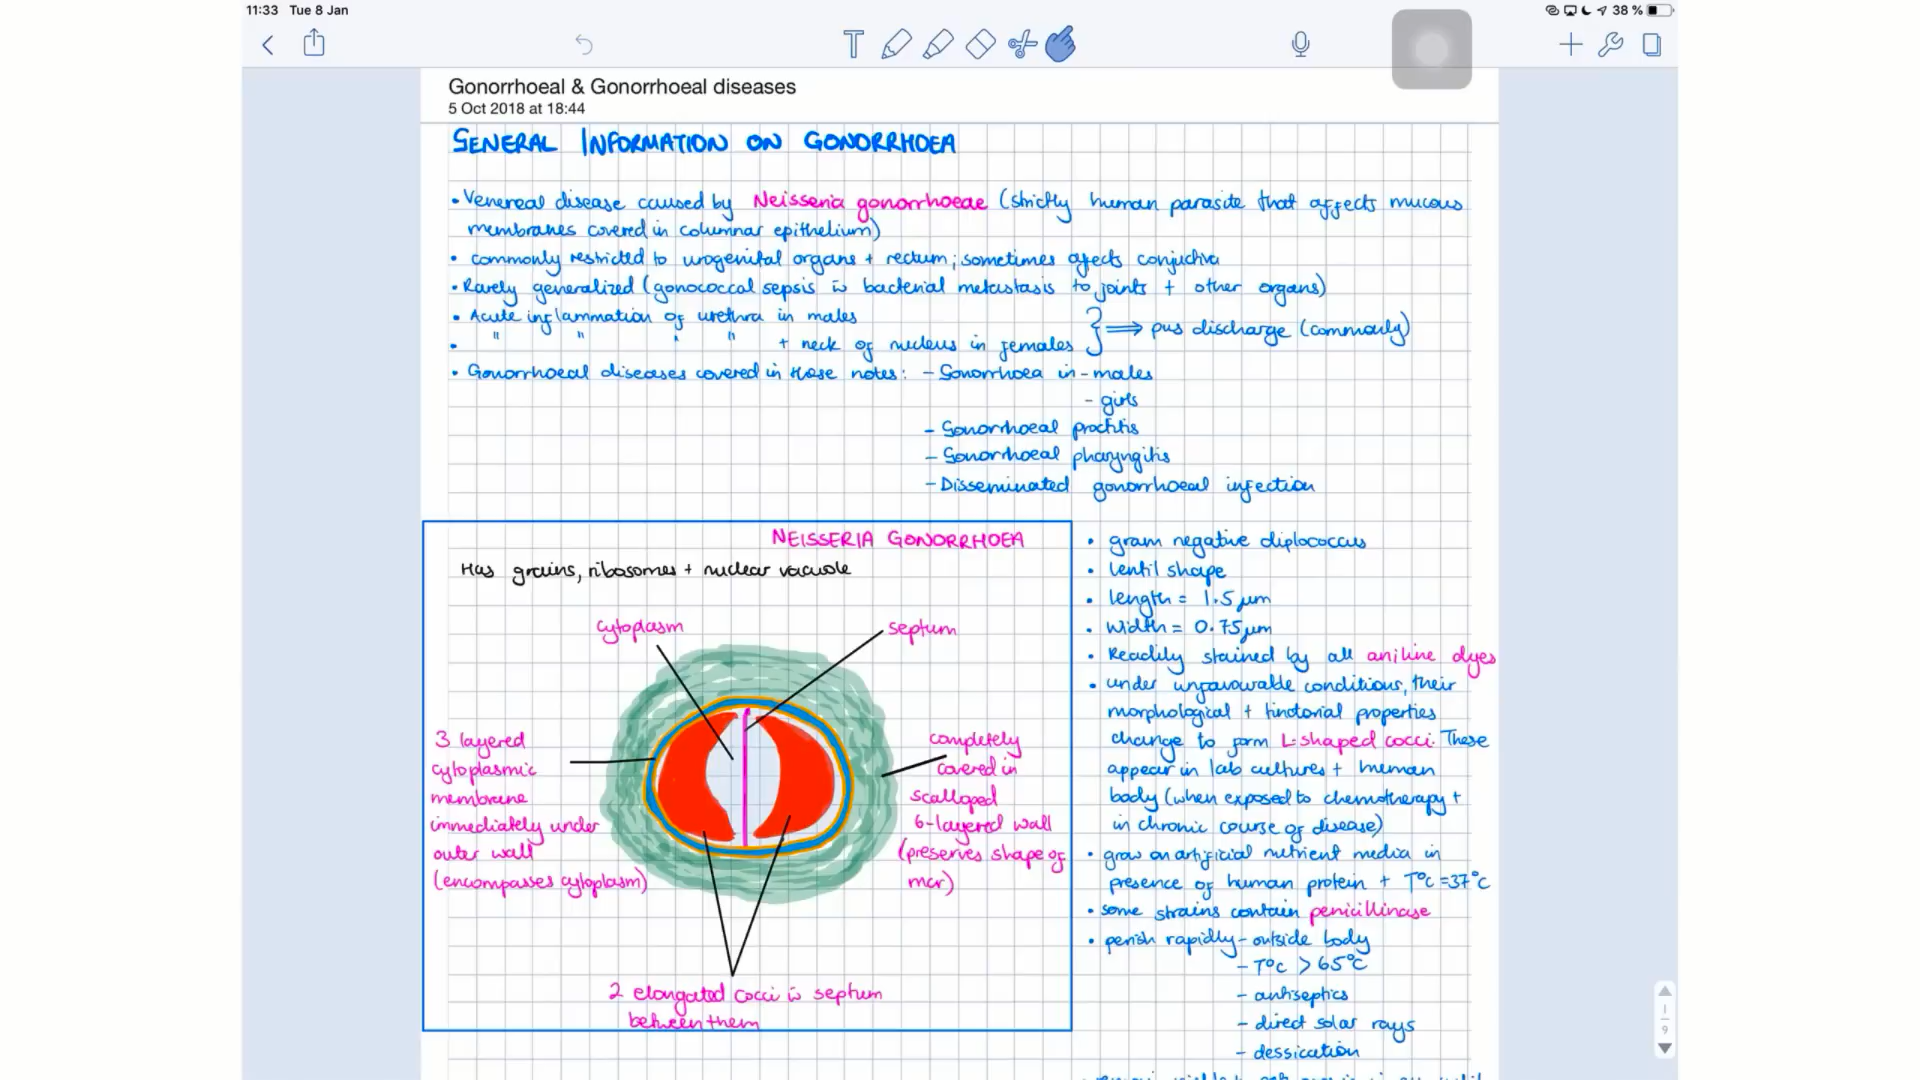 11:33 Tue 8 Jan
38 %
Gonorrhoeal & Gonorrhoeal diseases
5 Oct 2018 at 18:44
GENERAL INFORMATION ON GONORRHOEA
• Venereal disease caused by Neisseria gonorrhoeae (strictly human parasite that affects mucous
membranes covered in columnar epithelium)
• commonly restricted to urogenital organs + rectum; sometimes affects conjuctiva
• Rarely generalized (gonococcal sepsis is bacterial metastasis to joints + other organs)
• Acute inflammation of urethra in males
• " " " " + neck of nucleus in females } ⟹ pus discharge (commonly)
• Gonorrhoeal diseases covered in these notes: - Gonorrhoea in - males
- girls
- Gonorrhoeal proctitis
- Gonorrhoeal pharyngitis
- Disseminated gonorrhoeal infection
NEISSERIA GONORRHOEA
Has grains, ribosomes + nuclear vacuole
cytoplasm
septum
3 layered
cytoplasmic
membrane
immediately under
outer wall
(encompasses cytoplasm)
completely
covered in
scalloped
6-layered wall
(preserves shape of
mcr)
2 elongated cocci is septum
between them
• gram negative diplococcus
• lentil shape
• length = 1.5 μm
• width = 0.75 μm
• Readily stained by all aniline dyes
• under unfavourable conditions, their
morphological + tinctorial properties
change to form L-shaped cocci. These
appear in lab cultures + human
body (when exposed to chemotherapy +
in chronic course of disease)
• grow on artificial nutrient media in
presence of human protein + T°C = 37°C
• some strains contain penicillinase
• perish rapidly - outside body
- T°C > 65°C
- antiseptics
- direct solar rays
- dessication
1
9